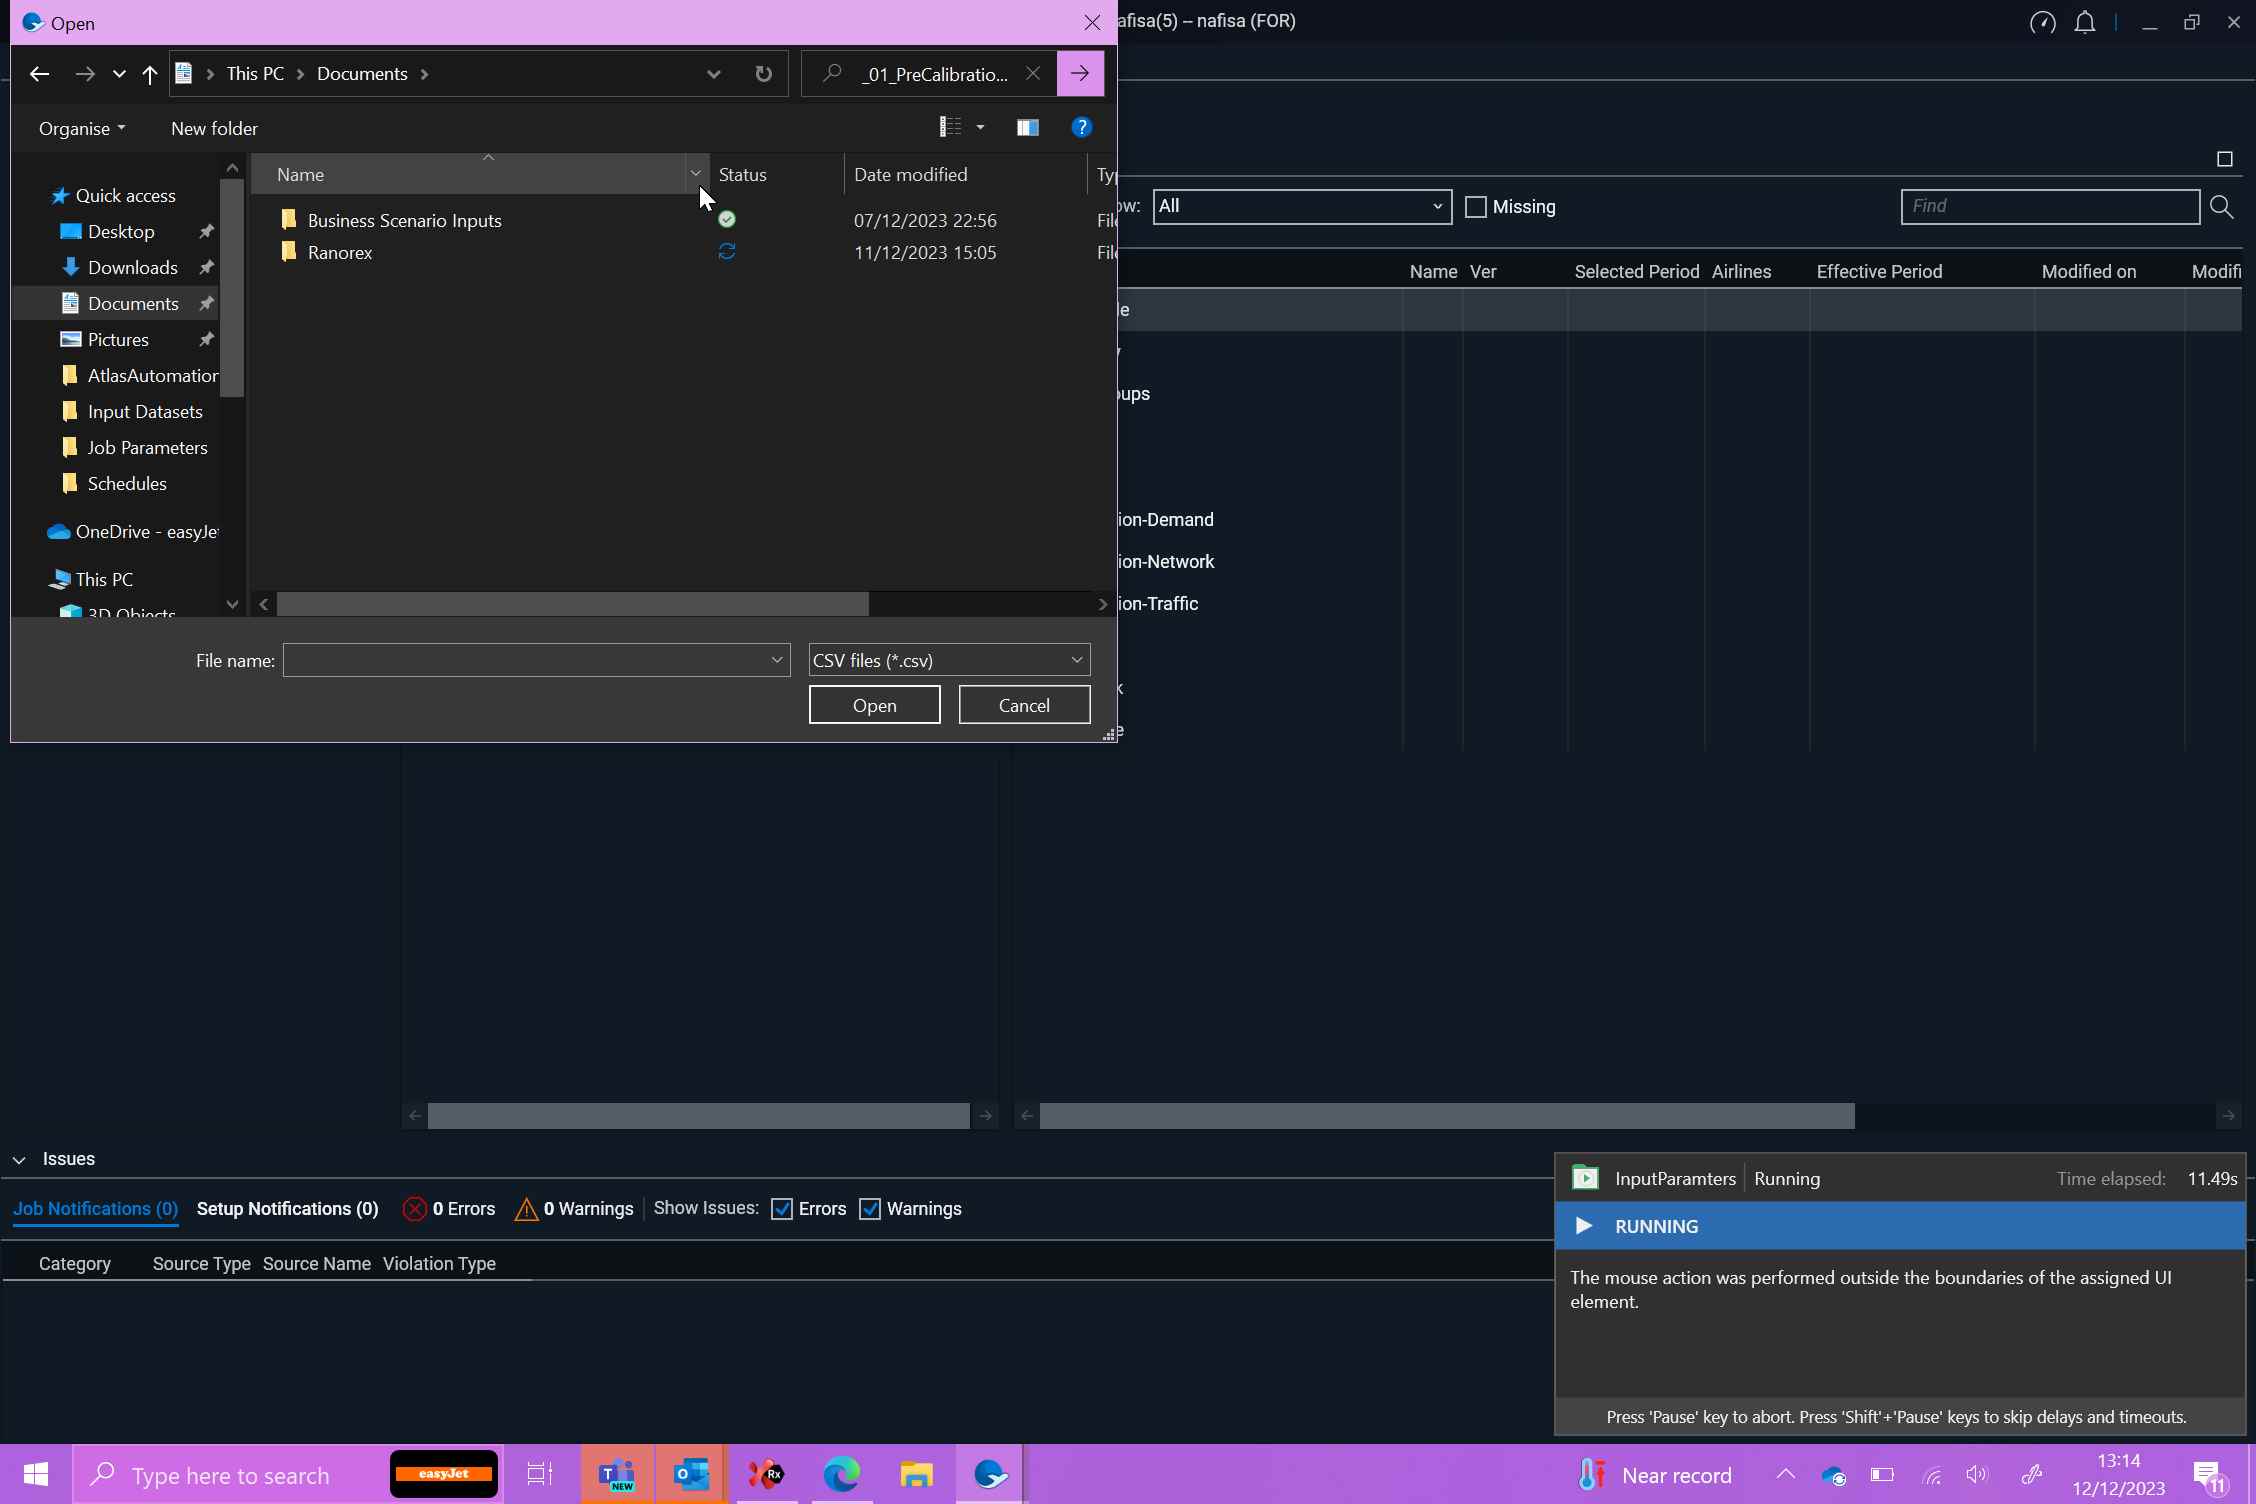 Open
afisa(5) – nafisa (FOR)
This PC
Documents
_01_PreCalibratio...
Organise
New folder
Name
Status
Date modified
Business Scenario Inputs
07/12/2023 22:56
Ranorex
11/12/2023 15:05
Quick access
Desktop
Downloads
Documents
Pictures
AtlasAutomation
Input Datasets
Job Parameters
Schedules
OneDrive - easyJet
This PC
3D Objects
File name:
CSV files (*.csv)
Open
Cancel
ow:
All
Missing
Find
Name
Ver
Selected Period
Airlines
Effective Period
Modified on
Modifi
le
y
oups
ion-Demand
ion-Network
ion-Traffic
k
e
Issues
Job Notifications (0)
Setup Notifications (0)
0 Errors
0 Warnings
Show Issues:
Errors
Warnings
Category
Source Type
Source Name
Violation Type
InputParamters
Running
Time elapsed:
11.49s
RUNNING
The mouse action was performed outside the boundaries of the assigned UI
element.
Press 'Pause' key to abort. Press 'Shift'+'Pause' keys to skip delays and timeouts.
Type here to search
easyJet
T
NEW
O
Rx
Near record
13:14
12/12/2023
11